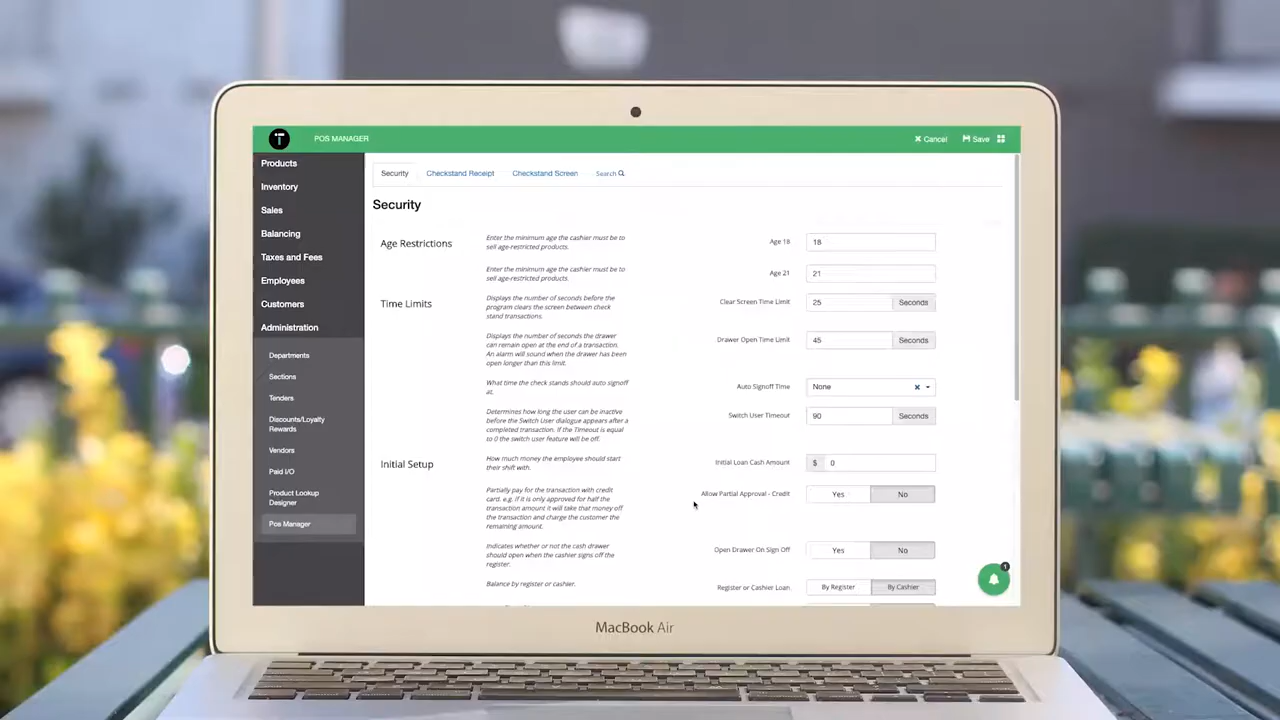 POS MANAGER
Cancel
Save
Products
Inventory
Sales
Balancing
Taxes and Fees
Employees
Customers
Administration
Departments
Sections
Tenders
Discounts/Loyalty
Rewards
Vendors
Paid I/O
Product Lookup
Designer
Pos Manager
Security
Checkstand Receipt
Checkstand Screen
Search
Security
Age Restrictions
Enter the minimum age the cashier must be to
sell age-restricted products.
Age 18
18
Enter the minimum age the cashier must be to
sell age-restricted products.
Age 21
21
Time Limits
Displays the number of seconds before the
program clears the screen between check
stand transactions.
Clear Screen Time Limit
25
Seconds
Displays the number of seconds the drawer
can remain open at the end of a transaction.
An alarm will sound when the drawer has been
open longer than this limit.
Drawer Open Time Limit
45
Seconds
What time the check stands should auto signoff
at.
Auto Signoff Time
None
Determines how long the user can be inactive
before the Switch User dialogue appears after a
completed transaction. If the Timeout is equal
to 0 the switch user feature will be off.
Switch User Timeout
90
Seconds
Initial Setup
How much money the employee should start
their shift with.
Initial Loan Cash Amount
$ 0
Partially pay for the transaction with credit
card. e.g. if it is only approved for half the
transaction amount it will take that money off
the transaction and charge the customer the
remaining amount.
Allow Partial Approval - Credit
Yes
No
Indicates whether or not the cash drawer
should open when the cashier signs off the
register.
Open Drawer On Sign Off
Yes
No
Balance by register or cashier.
Register or Cashier Loan
By Register
By Cashier
1
MacBook Air